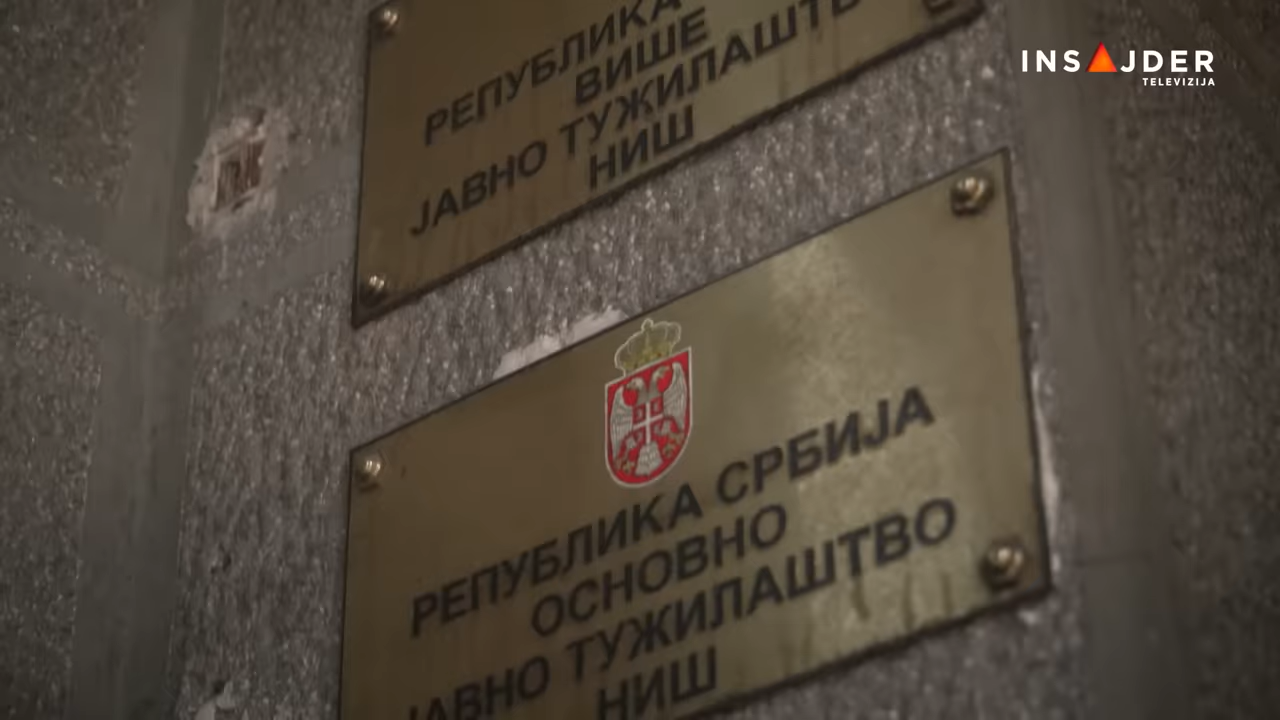 INSAJDER
TELEVIZIJA
РЕПУБЛИКА
ВИШЕ
ЈАВНО ТУЖИЛАШТВО
НИШ
РЕПУБЛИКА СРБИЈА
ОСНОВНО
ЈАВНО ТУЖИЛАШТВО
НИШ